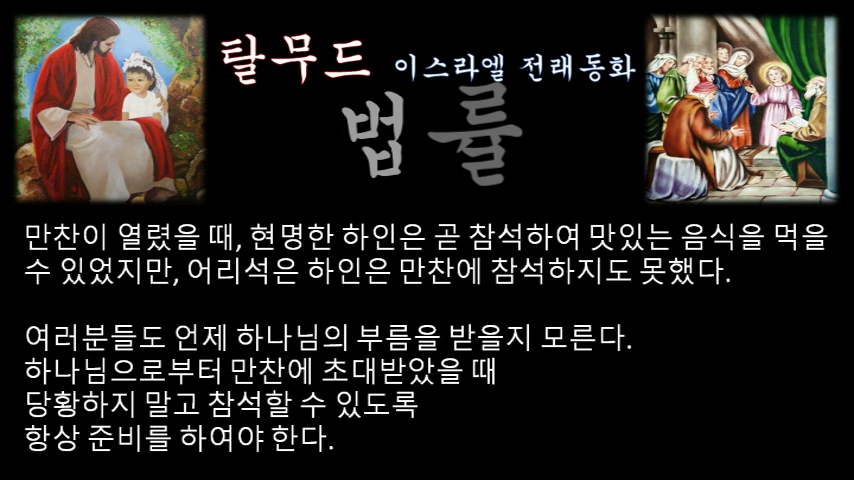 탈무드 이스라엘 전래동화
법률
만찬이 열렸을 때, 현명한 하인은 곧 참석하여 맛있는 음식을 먹을
수 있었지만, 어리석은 하인은 만찬에 참석하지도 못했다.
여러분들도 언제 하나님의 부름을 받을지 모른다.
하나님으로부터 만찬에 초대받았을 때
당황하지 말고 참석할 수 있도록
항상 준비를 하여야 한다.